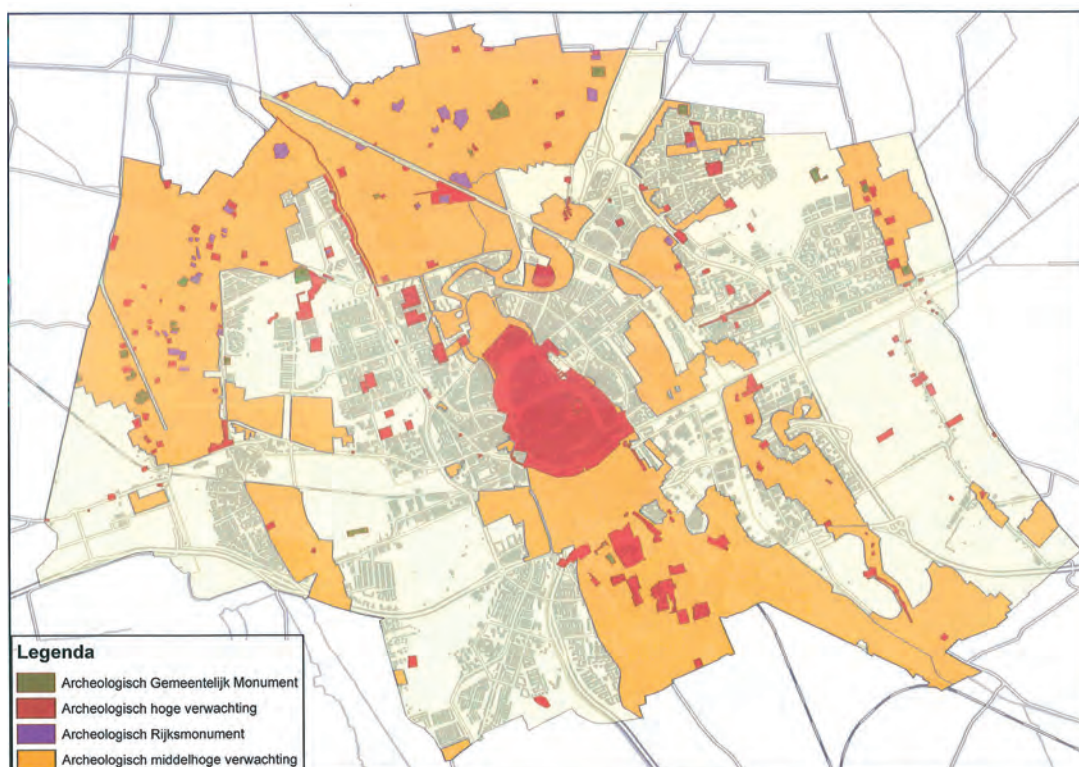 Legenda
Archeologisch Gemeentelijk Monument
Archeologisch hoge verwachting
Archeologisch Rijksmonument
Archeologisch middelhoge verwachting